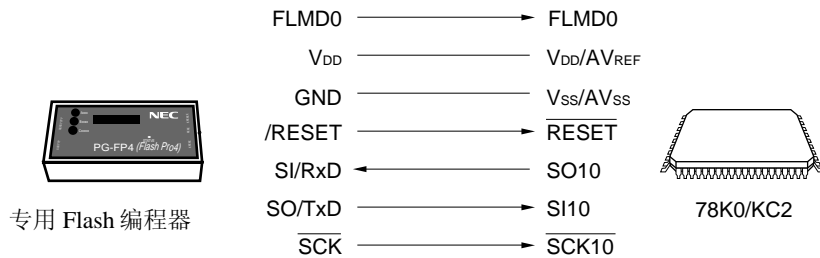 FLMD0 FLMD0
VDD VDD/AVREF
GND VSS/AVSS
/RESET RESET
SI/RxD SO10
SO/TxD SI10
SCK SCK10
NEC
PG-FP4 (Flash Pro4)
专用 Flash 编程器
78K0/KC2